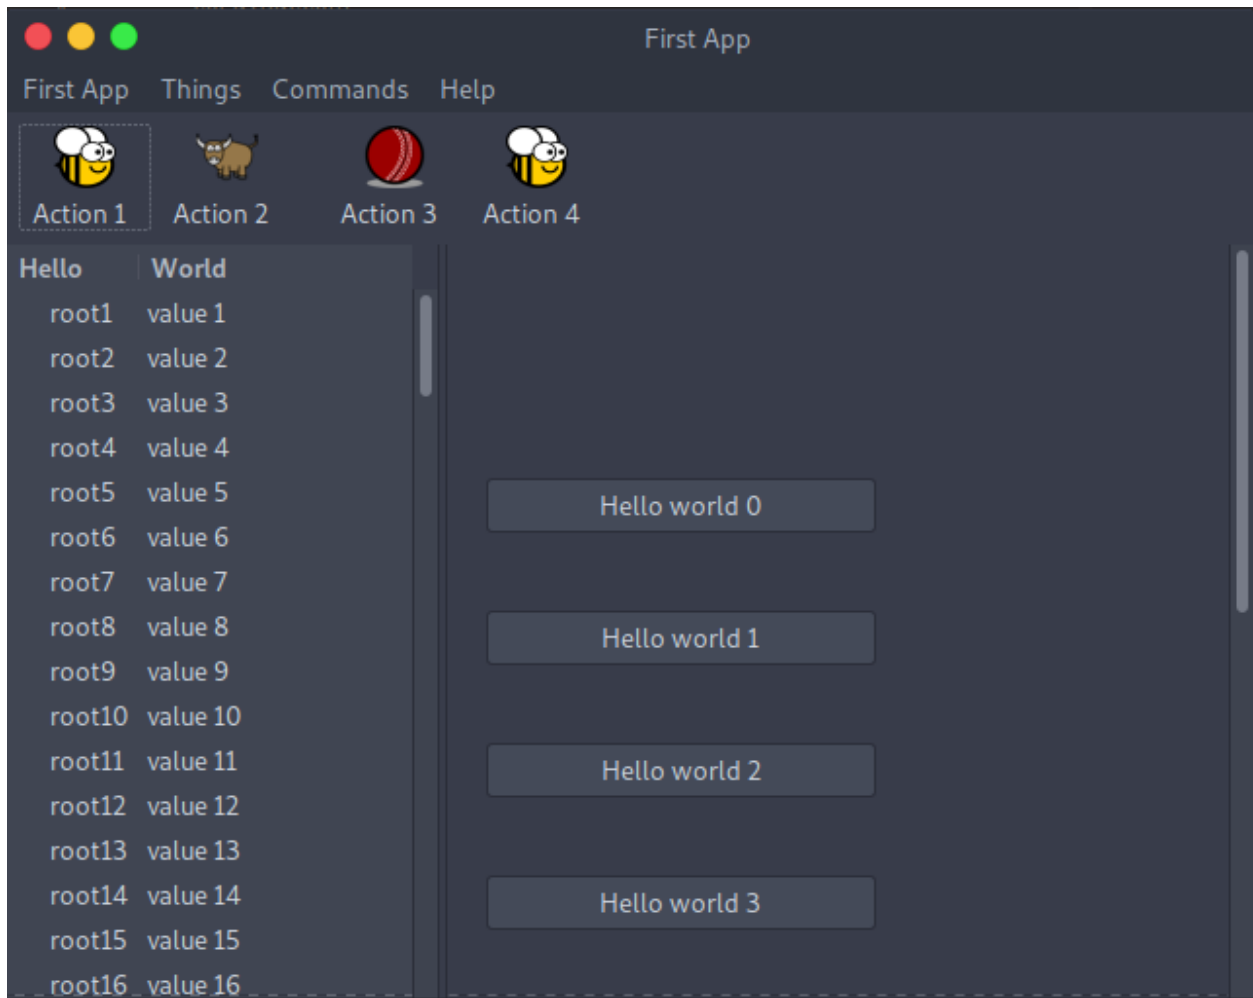 First App
First App Things Commands Help
Action 1 Action 2 Action 3 Action 4
Hello World
root1 value 1
root2 value 2
root3 value 3
root4 value 4
root5 value 5
root6 value 6
root7 value 7
root8 value 8
root9 value 9
root10 value 10
root11 value 11
root12 value 12
root13 value 13
root14 value 14
root15 value 15
root16 value 16
Hello world 0
Hello world 1
Hello world 2
Hello world 3